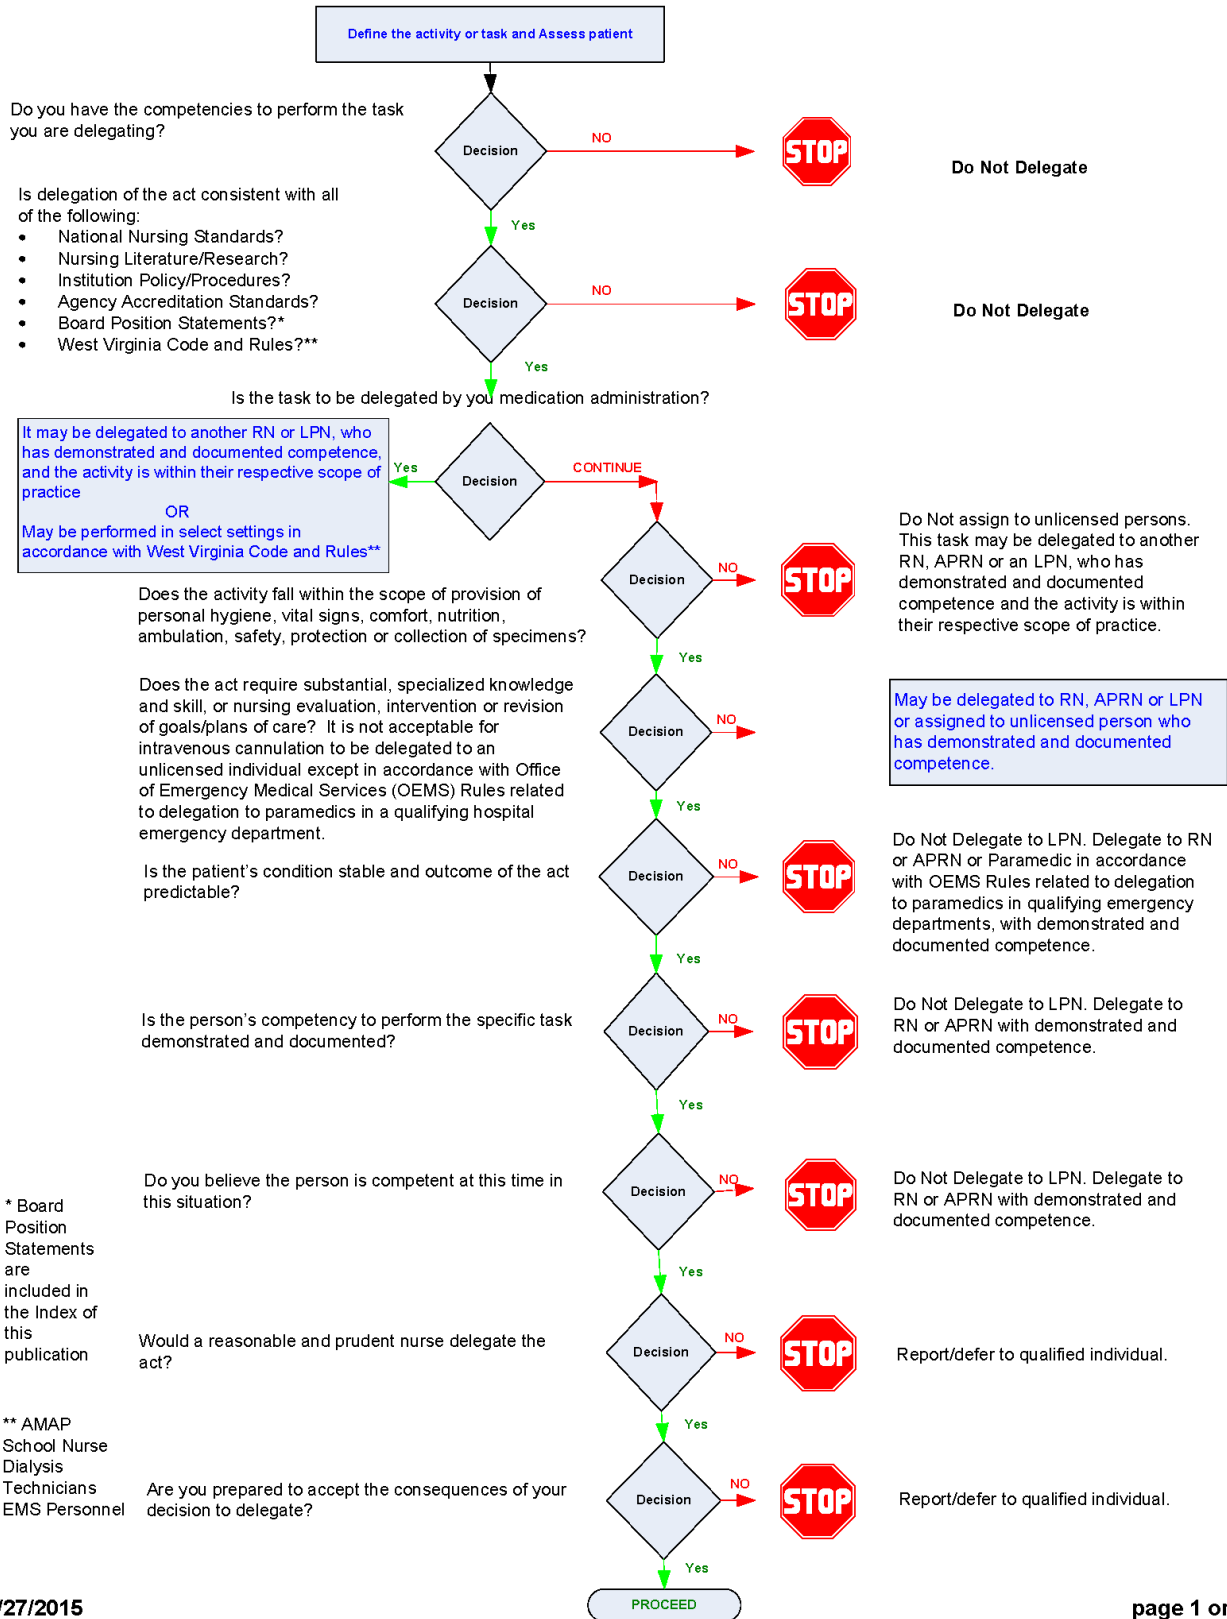 Define the activity or task and Assess patient
Do you have the competencies to perform the task
you are delegating?
Decision
NO
STOP
Do Not Delegate
Yes
Is delegation of the act consistent with all
of the following:
• National Nursing Standards?
• Nursing Literature/Research?
• Institution Policy/Procedures?
• Agency Accreditation Standards?
• Board Position Statements?*
• West Virginia Code and Rules?**
Decision
NO
STOP
Do Not Delegate
Yes
Is the task to be delegated by you medication administration?
It may be delegated to another RN or LPN, who
has demonstrated and documented competence,
and the activity is within their respective scope of
practice
OR
May be performed in select settings in
accordance with West Virginia Code and Rules**
Yes
Decision
CONTINUE
Does the activity fall within the scope of provision of
personal hygiene, vital signs, comfort, nutrition,
ambulation, safety, protection or collection of specimens?
Decision
NO
STOP
Do Not assign to unlicensed persons.
This task may be delegated to another
RN, APRN or an LPN, who has
demonstrated and documented
competence and the activity is within
their respective scope of practice.
Yes
Does the act require substantial, specialized knowledge
and skill, or nursing evaluation, intervention or revision
of goals/plans of care? It is not acceptable for
intravenous cannulation to be delegated to an
unlicensed individual except in accordance with Office
of Emergency Medical Services (OEMS) Rules related
to delegation to paramedics in a qualifying hospital
emergency department.
Decision
NO
May be delegated to RN, APRN or LPN
or assigned to unlicensed person who
has demonstrated and documented
competence.
Yes
Is the patient's condition stable and outcome of the act
predictable?
Decision
NO
STOP
Do Not Delegate to LPN. Delegate to RN
or APRN or Paramedic in accordance
with OEMS Rules related to delegation
to paramedics in qualifying emergency
departments, with demonstrated and
documented competence.
Yes
Is the person's competency to perform the specific task
demonstrated and documented?
Decision
NO
STOP
Do Not Delegate to LPN. Delegate to
RN or APRN with demonstrated and
documented competence.
Yes
Do you believe the person is competent at this time in
this situation?
Decision
NO
STOP
Do Not Delegate to LPN. Delegate to
RN or APRN with demonstrated and
documented competence.
Yes
* Board
Position
Statements
are
included in
the Index of
this
publication
Would a reasonable and prudent nurse delegate the
act?
Decision
NO
STOP
Report/defer to qualified individual.
Yes
** AMAP
School Nurse
Dialysis
Technicians
EMS Personnel
Are you prepared to accept the consequences of your
decision to delegate?
Decision
NO
STOP
Report/defer to qualified individual.
Yes
PROCEED
/27/2015
page 1 or